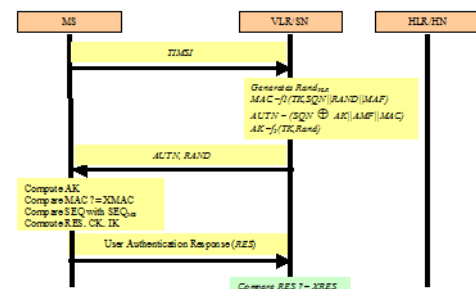 MS
VLR/SN
HLR/HN
TIMSI
Generates Rand_VLR
MAC=f1(TK,SQN||RAND||MAF)
AUTN = (SQN ⊕ AK||AMF||MAC)
AK=f5(TK,Rand)
AUTN, RAND
Compute AK
Compare MAC ?= XMAC
Compare SEQ with SEQ
Compute RES, CK, IK
User Authentication Response (RES)
Compare RES ?= XRES